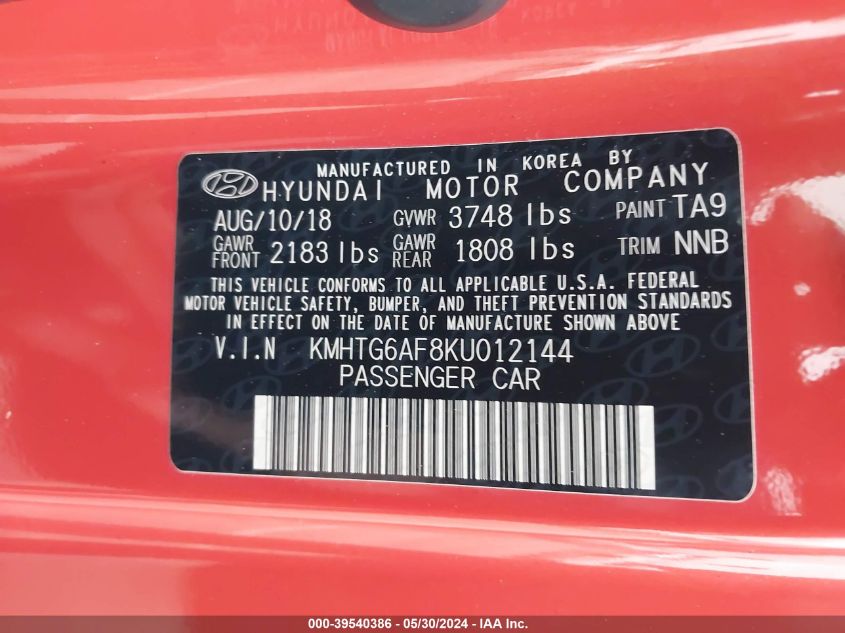 MANUFACTURED IN KOREA BY
HYUNDAI MOTOR COMPANY
AUG/10/18 GVWR 3748 lbs PAINT TA9
GAWR FRONT 2183 lbs GAWR REAR 1808 lbs TRIM NNB
THIS VEHICLE CONFORMS TO ALL APPLICABLE U.S.A. FEDERAL
MOTOR VEHICLE SAFETY, BUMPER, AND THEFT PREVENTION STANDARDS
IN EFFECT ON THE DATE OF MANUFACTURE SHOWN ABOVE
V.I.N KMHTG6AF8KU012144
PASSENGER CAR
000-39540386 - 05/30/2024 - IAA Inc.